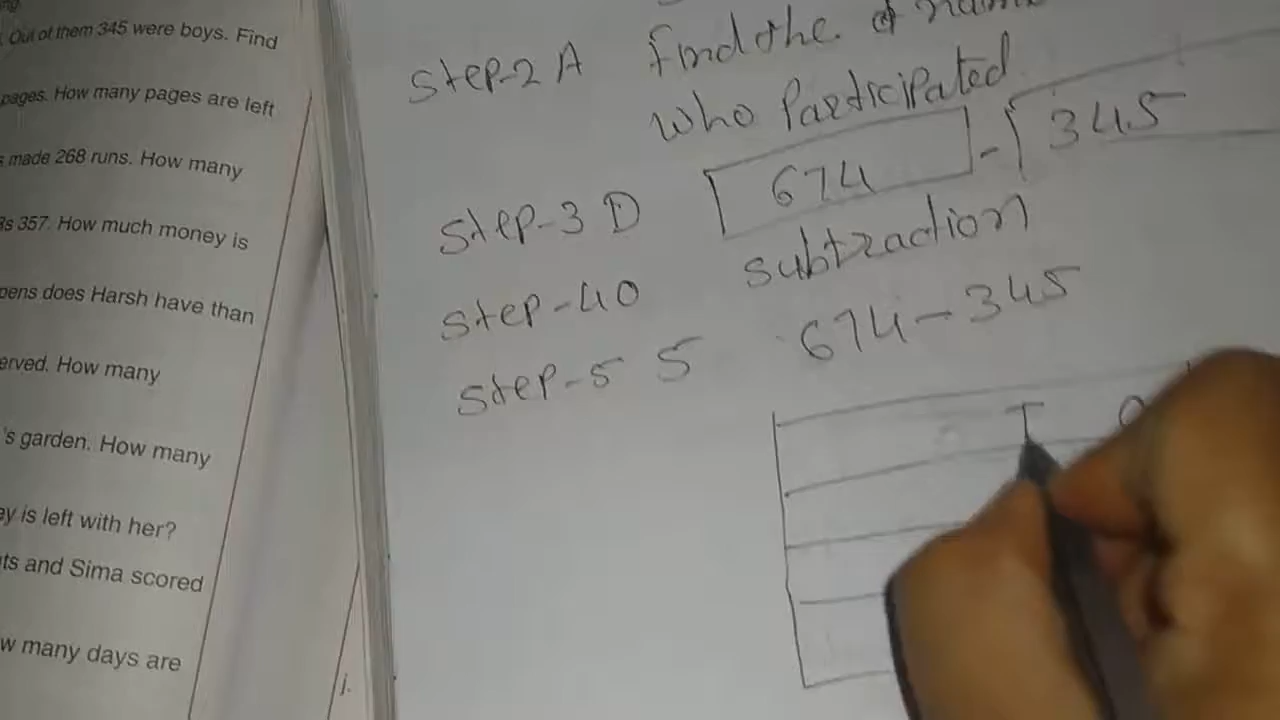 . Out of them 345 were boys. Find
pages. How many pages are left
s made 268 runs. How many
Rs 357. How much money is
pens does Harsh have than
erved. How many
's garden. How many
ey is left with her?
ts and Sima scored
w many days are
j.
Step-2 A Find the of
who Participated
Step-3 D 674 - 345
Step-4 O subtraction
Step-5 S 674-345
T O